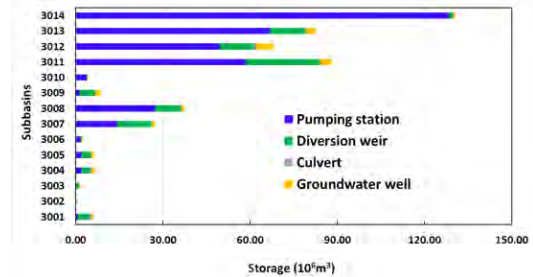 3014
3013
3012
3011
3010
3009
3008
3007
3006
3005
3004
3003
3002
3001
Subbasins
Pumping station
Diversion weir
Culvert
Groundwater well
0.00 30.00 60.00 90.00 120.00 150.00
Storage (10⁶m³)